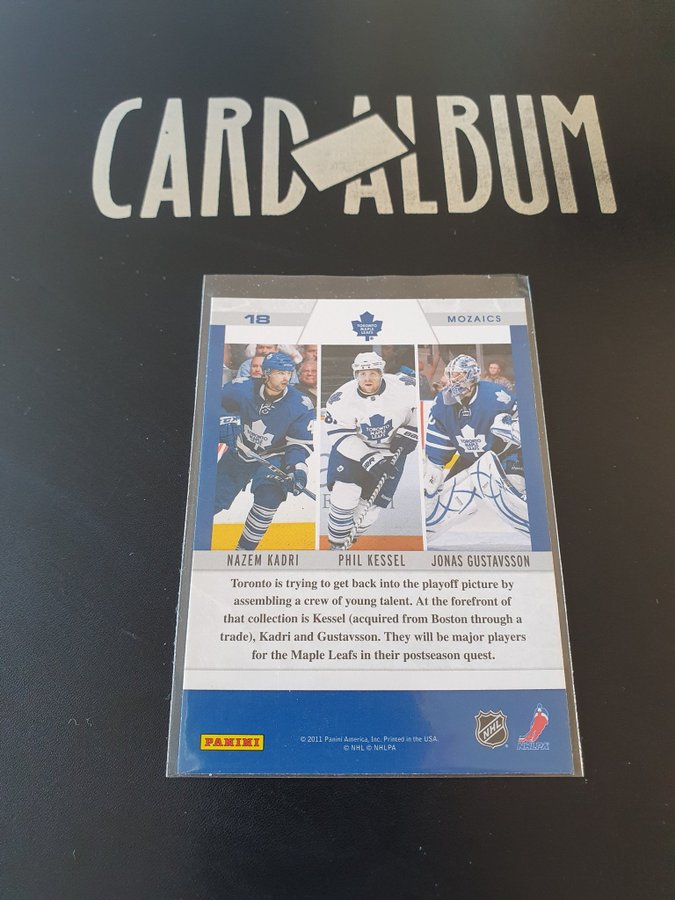 CARD ALBUM
18
TORONTO
MAPLE
LEAFS
MOZAICS
NAZEM KADRI PHIL KESSEL JONAS GUSTAVSSON
Toronto is trying to get back into the playoff picture by
assembling a crew of young talent. At the forefront of
that collection is Kessel (acquired from Boston through a
trade), Kadri and Gustavsson. They will be major players
for the Maple Leafs in their postseason quest.
PANINI
© 2011 Panini America, Inc. Printed in the USA.
© NHL © NHLPA
NHL
NHLPA